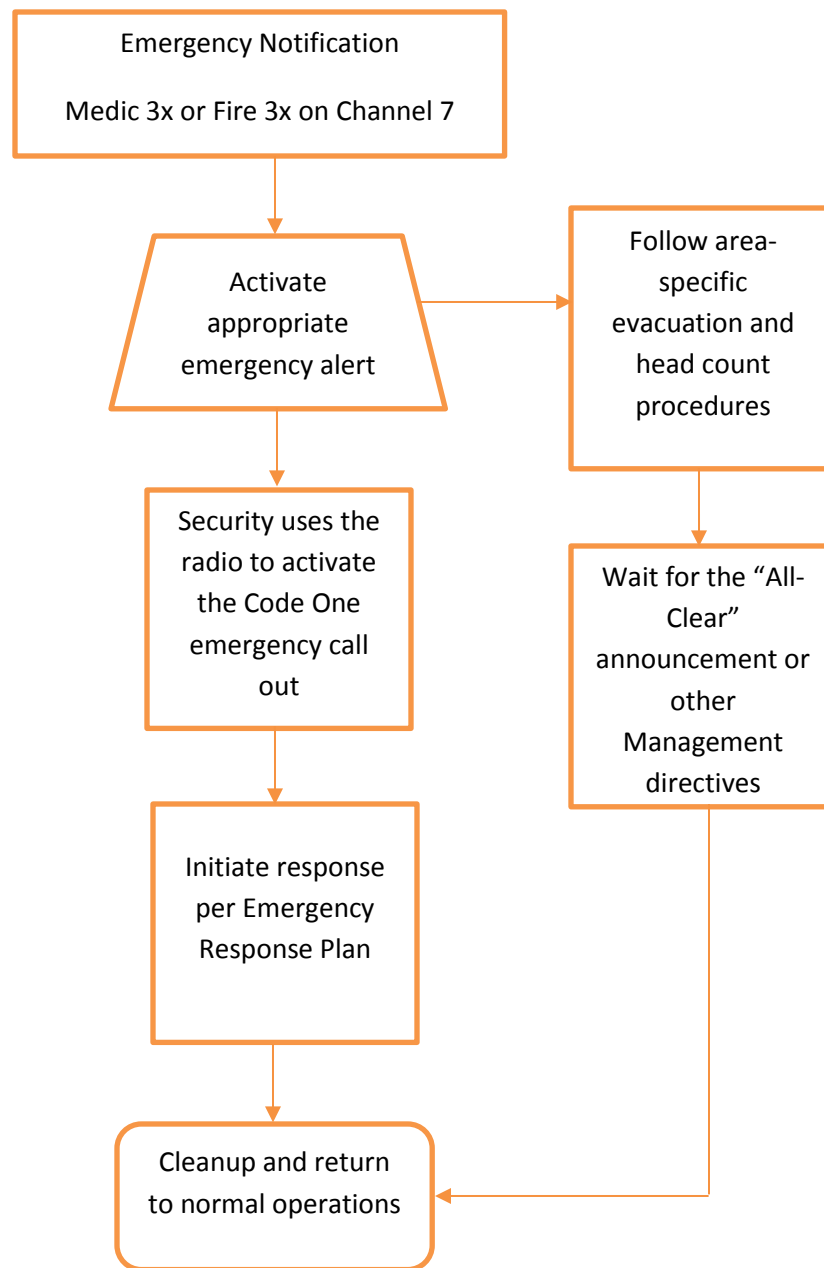 Emergency Notification
Medic 3x or Fire 3x on Channel 7
Activate
appropriate
emergency alert
Follow area-
specific
evacuation and
head count
procedures
Security uses the
radio to activate
the Code One
emergency call
out
Wait for the “All-
Clear”
announcement or
other
Management
directives
Initiate response
per Emergency
Response Plan
Cleanup and return
to normal operations